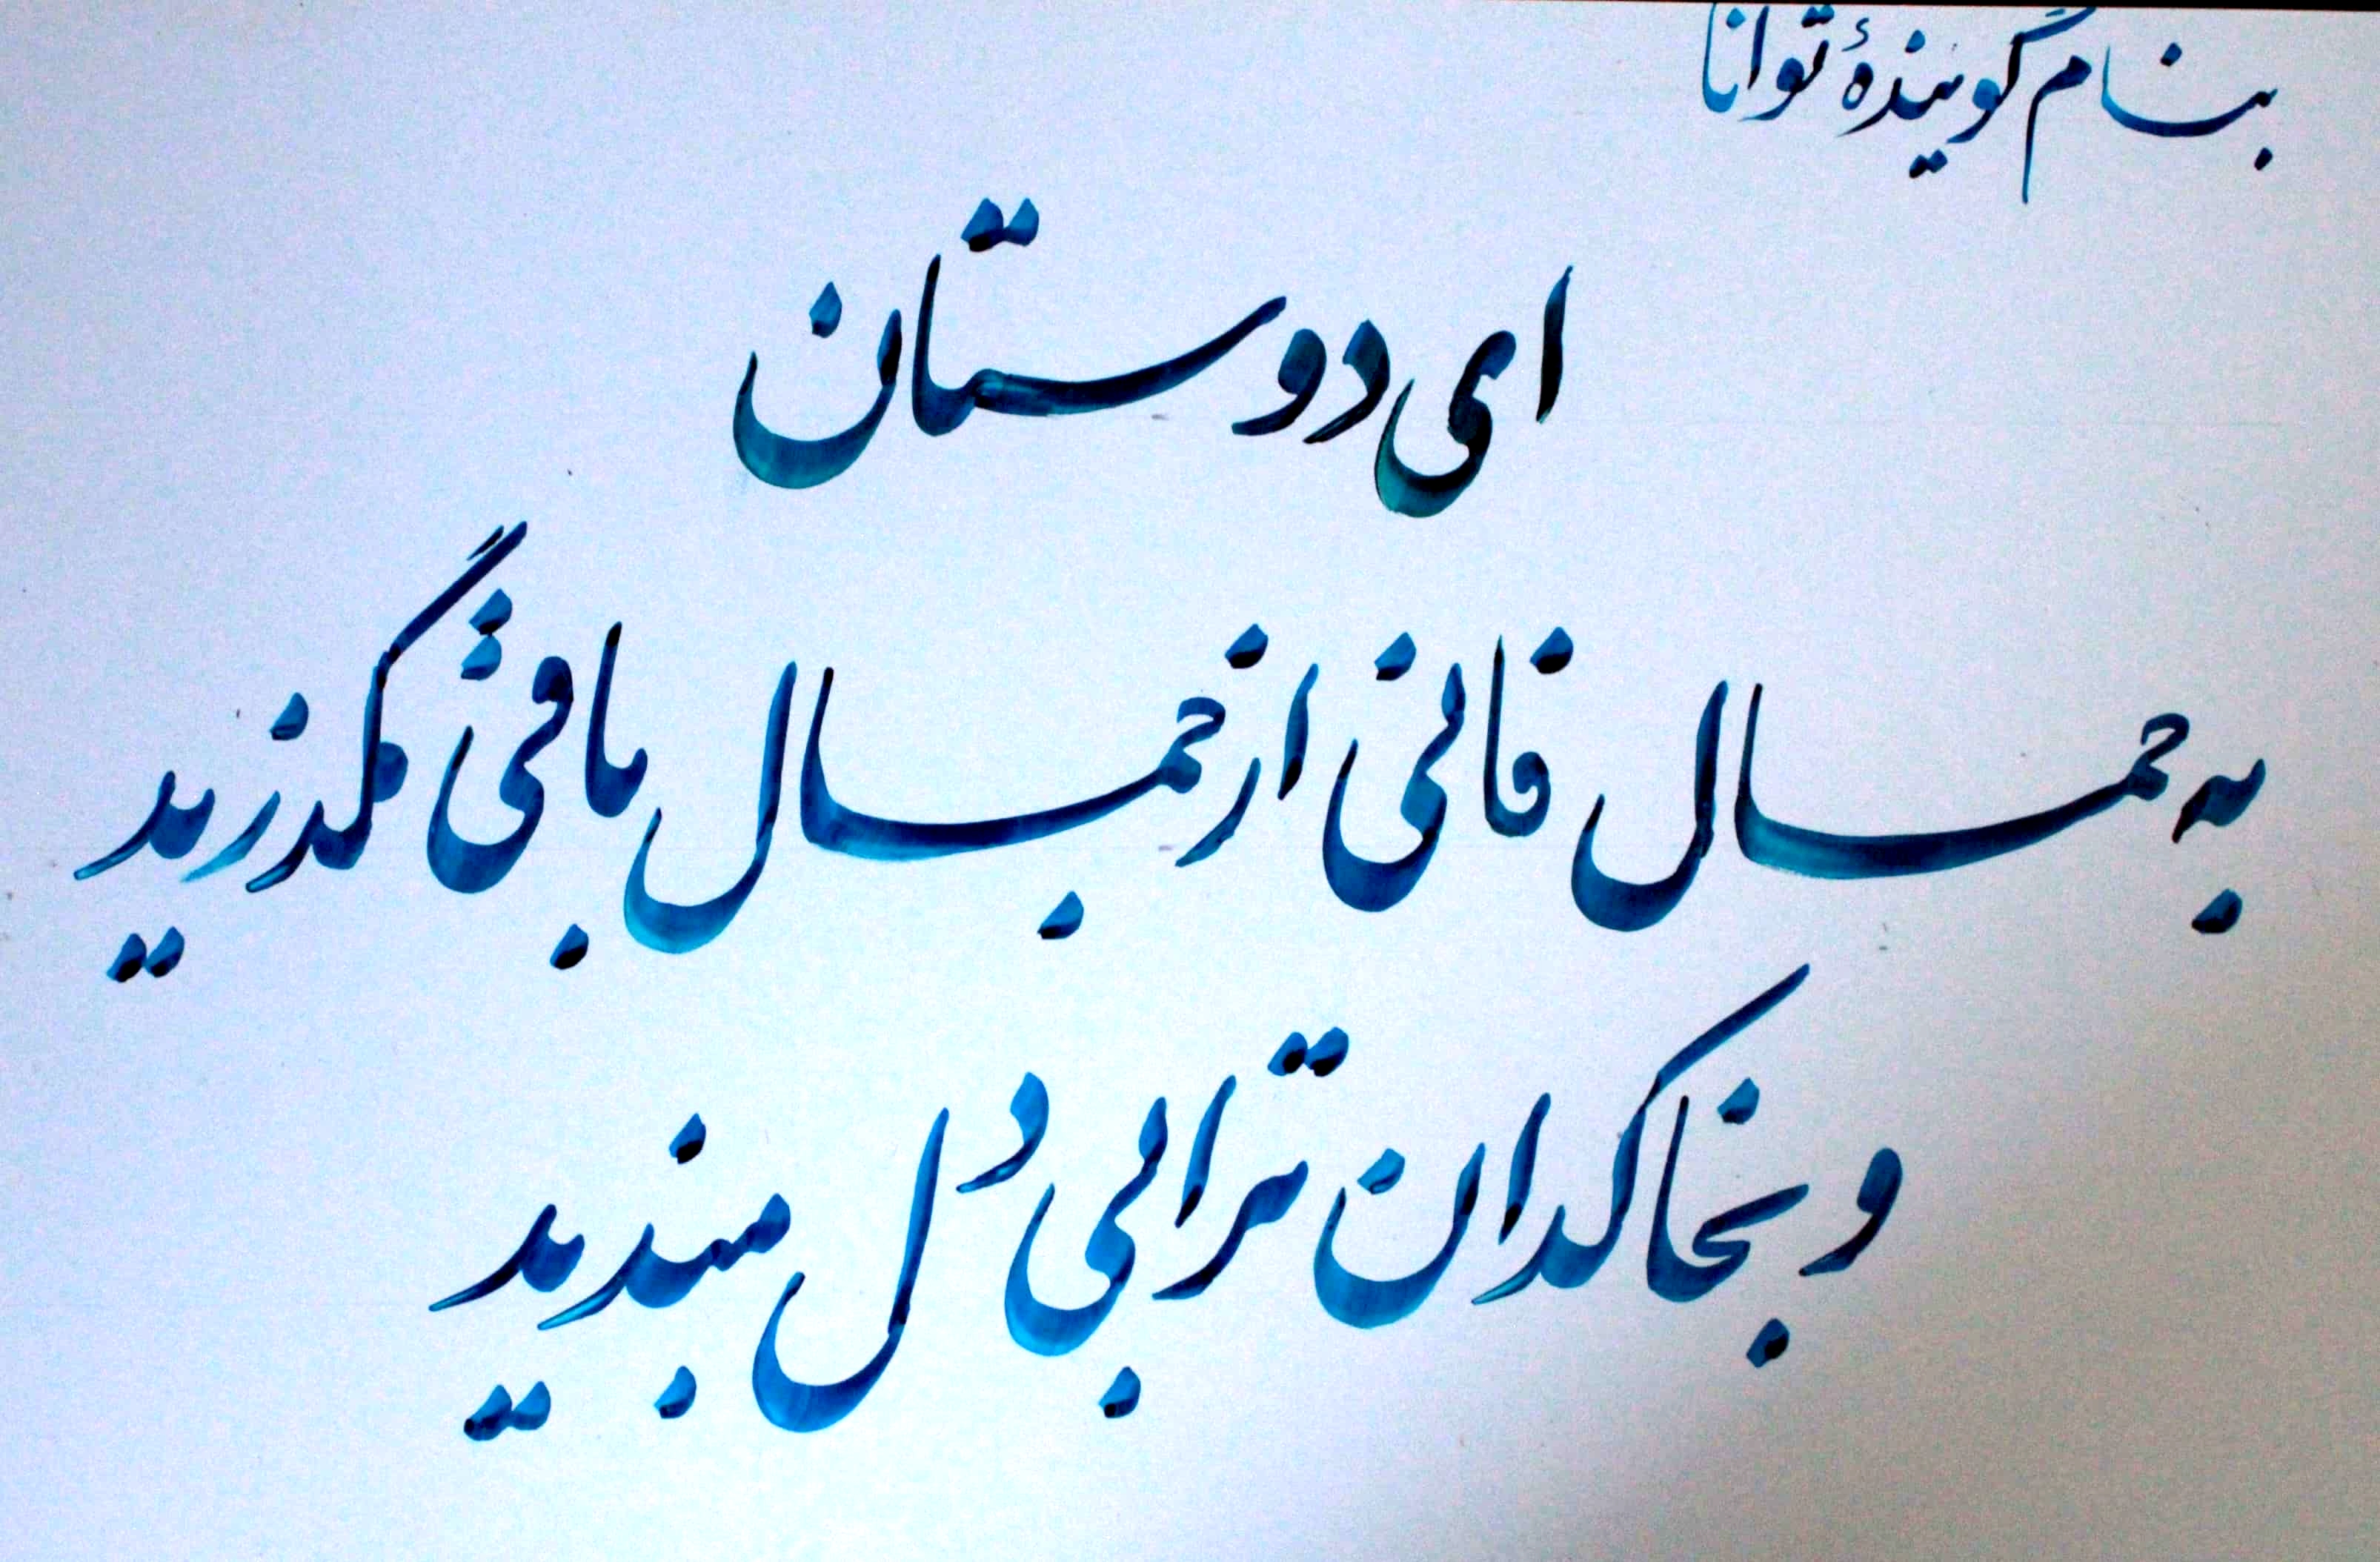 بنام گویندهٔ توانا
ای دوستان
به جمال فانی از جمال باقی مگذرید
و بخاکدان ترابی دل مبندید